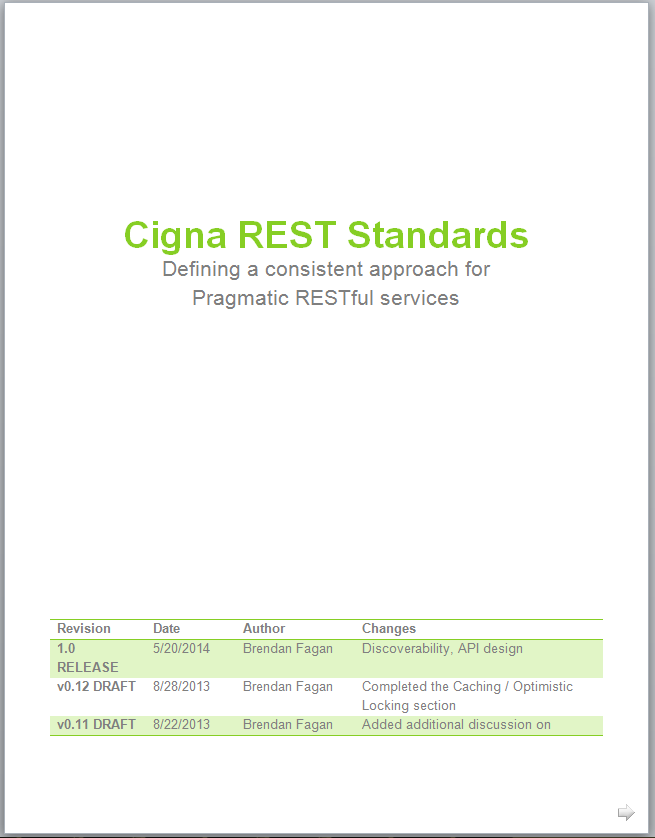 Cigna REST Standards
Defining a consistent approach for
Pragmatic RESTful services
Revision Date Author Changes
1.0 5/20/2014 Brendan Fagan Discoverability, API design
RELEASE
v0.12 DRAFT 8/28/2013 Brendan Fagan Completed the Caching / Optimistic
Locking section
v0.11 DRAFT 8/22/2013 Brendan Fagan Added additional discussion on